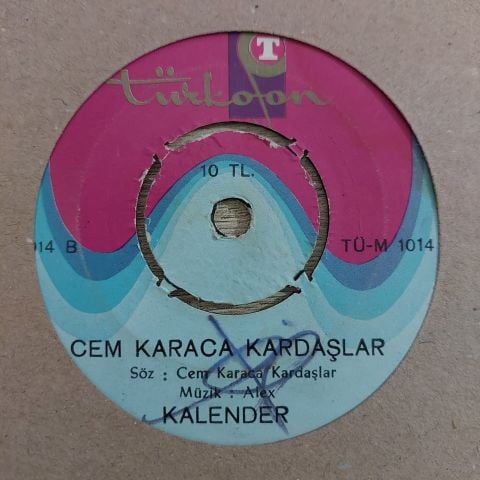 T
türkofon
10 TL.
014 B
TÜ-M 1014
CEM KARACA KARDAŞLAR
Söz : Cem Karaca Kardaşlar
Müzik : Alex
KALENDER